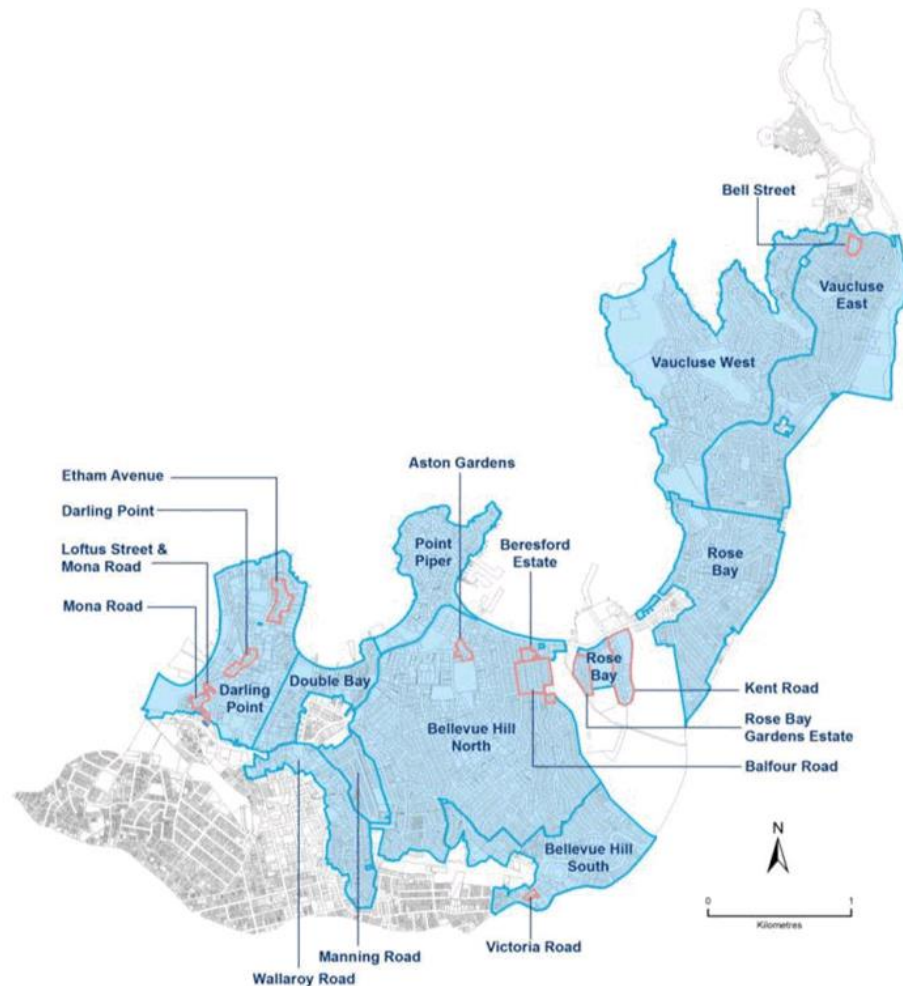 Bell Street
Vaucluse
East
Vaucluse West
Etham Avenue
Darling Point
Loftus Street &
Mona Road
Mona Road
Aston Gardens
Point
Piper
Beresford
Estate
Rose
Bay
Darling
Point
Double Bay
Rose
Bay
Kent Road
Rose Bay
Gardens Estate
Balfour Road
Bellevue Hill
North
Bellevue Hill
South
N
0 1
Kilometres
Victoria Road
Manning Road
Wallaroy Road